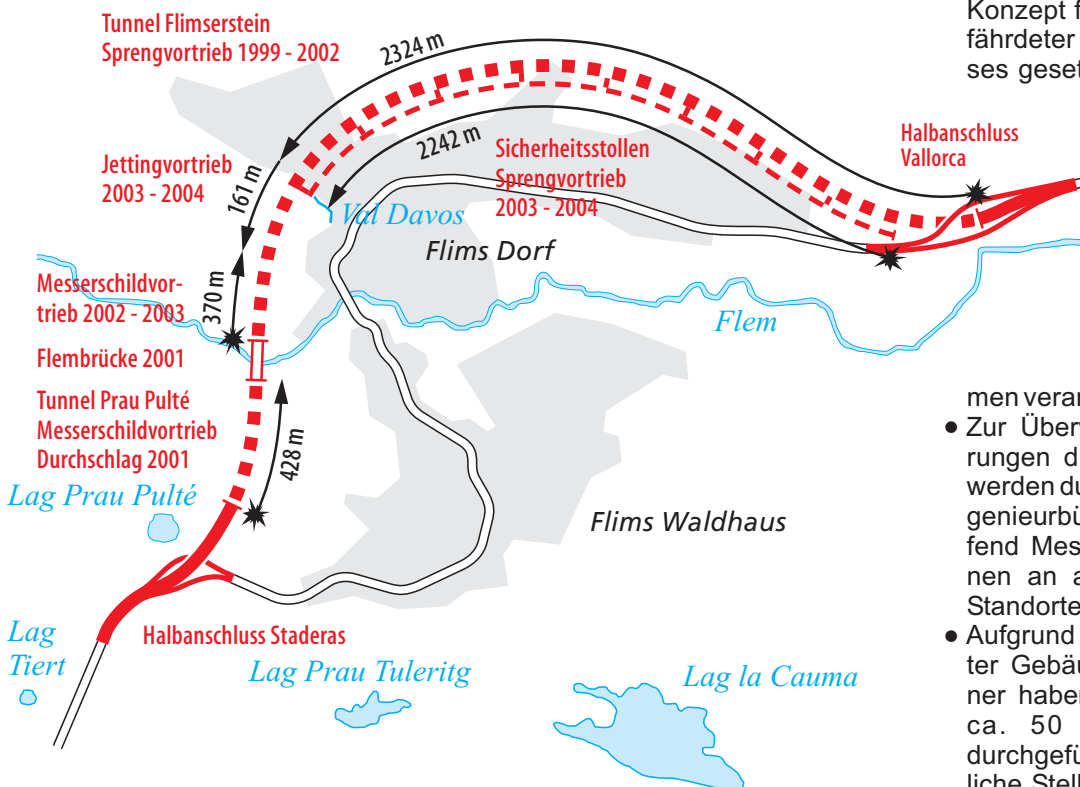 Tunnel Flimserstein
Sprengvortrieb 1999 - 2002
2324 m
Jettingvortrieb
2003 - 2004
161 m
2242 m
Sicherheitsstollen
Sprengvortrieb
2003 - 2004
Halbanschluss
Vallorca
Val Davos
Flims Dorf
Messerschildvor-
trieb 2002 - 2003
370 m
Flem
Flembrücke 2001
Tunnel Prau Pulté
Messerschildvortrieb
Durchschlag 2001
428 m
Lag Prau Pulté
Flims Waldhaus
Halbanschluss Staderas
Lag
Tiert
Lag Prau Tuleritg
Lag la Cauma
Konzept f
fährdeter
ses geset
men veran
● Zur Überw
rungen d
werden du
genieurbü
fend Mes
nen an a
Standorte
● Aufgrund
ter Gebäu
ner haben
ca. 50
durchgefü
liche Stell